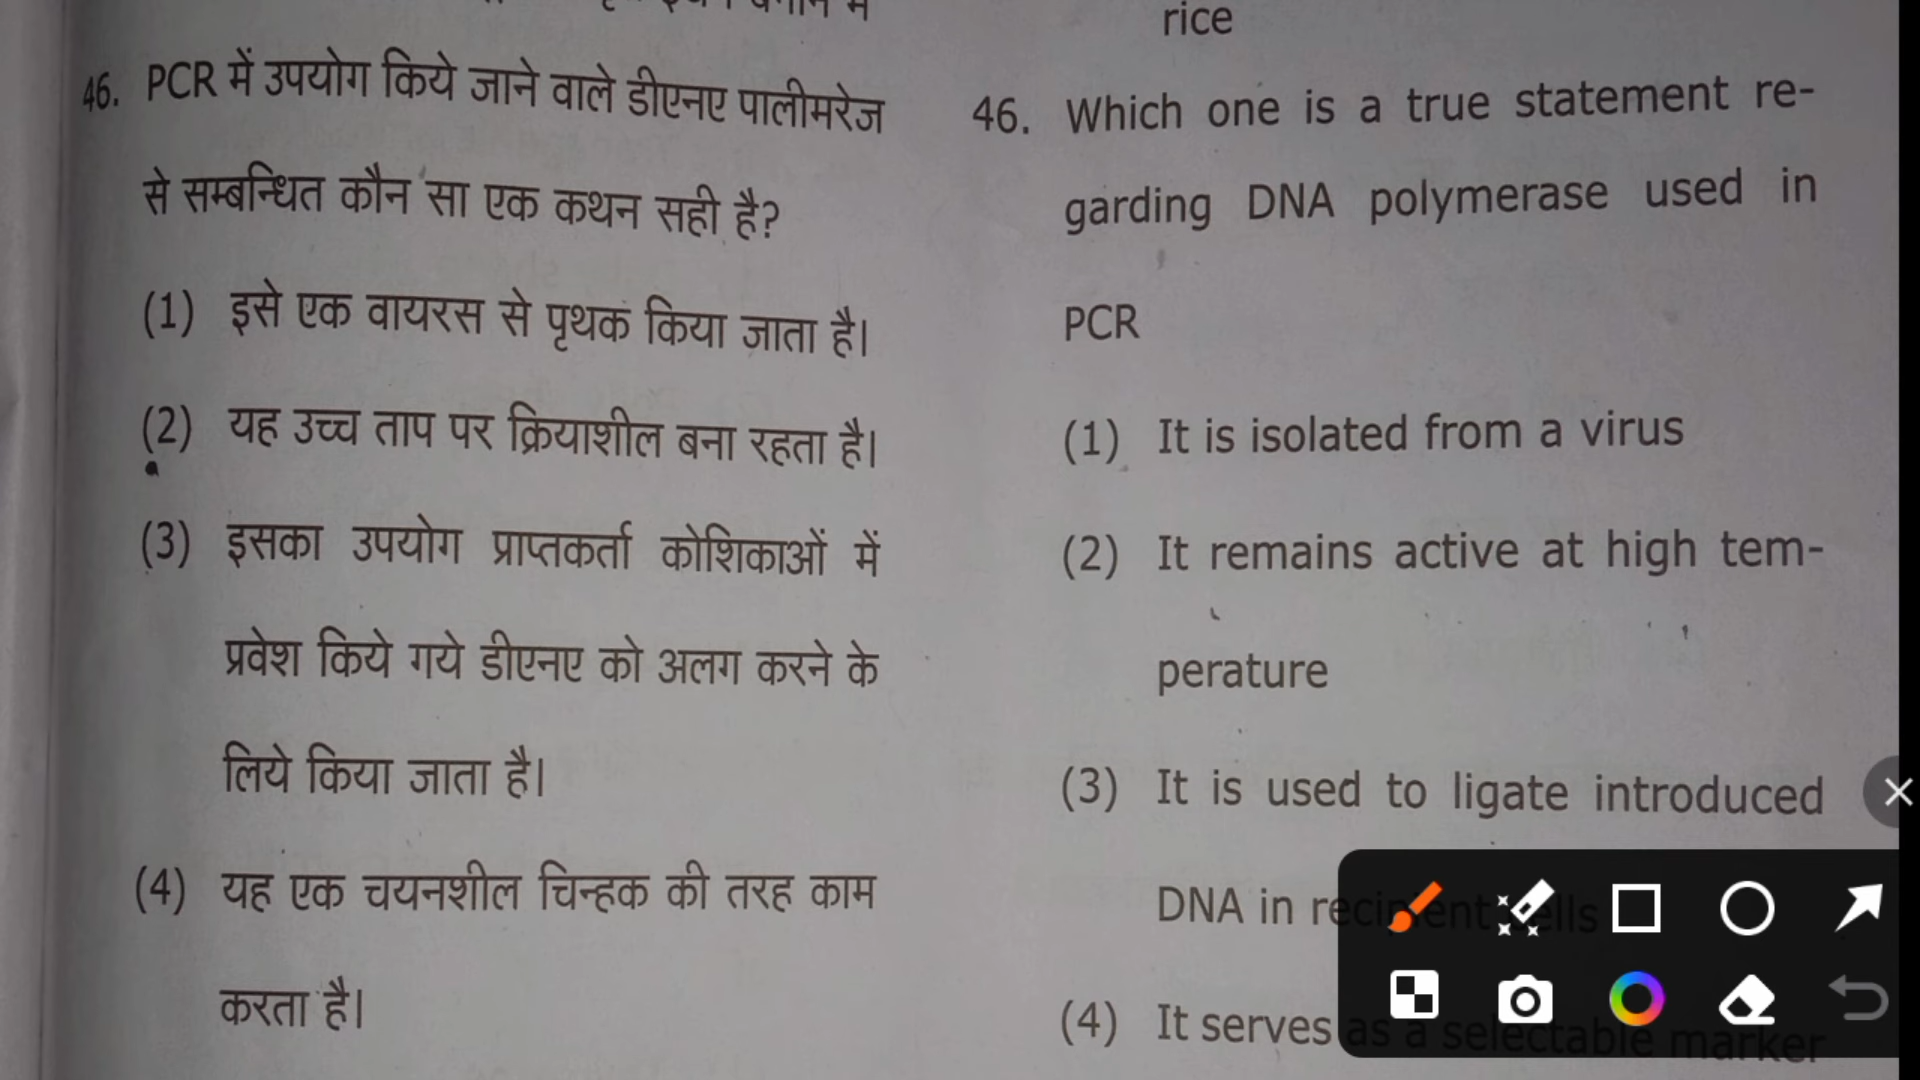 46. PCR में उपयोग किये जाने वाले डीएनए पालीमरेज
से सम्बन्धित कौन सा एक कथन सही है?
(1) इसे एक वायरस से पृथक किया जाता है।
(2) यह उच्च ताप पर क्रियाशील बना रहता है।
(3) इसका उपयोग प्राप्तकर्ता कोशिकाओं में
प्रवेश किये गये डीएनए को अलग करने के
लिये किया जाता है।
(4) यह एक चयनशील चिन्हक की तरह काम
करता है।
rice
46. Which one is a true statement re-
garding DNA polymerase used in
PCR
(1) It is isolated from a virus
(2) It remains active at high tem-
perature
(3) It is used to ligate introduced
DNA in recipient cells
(4) It serves as a selectable marker